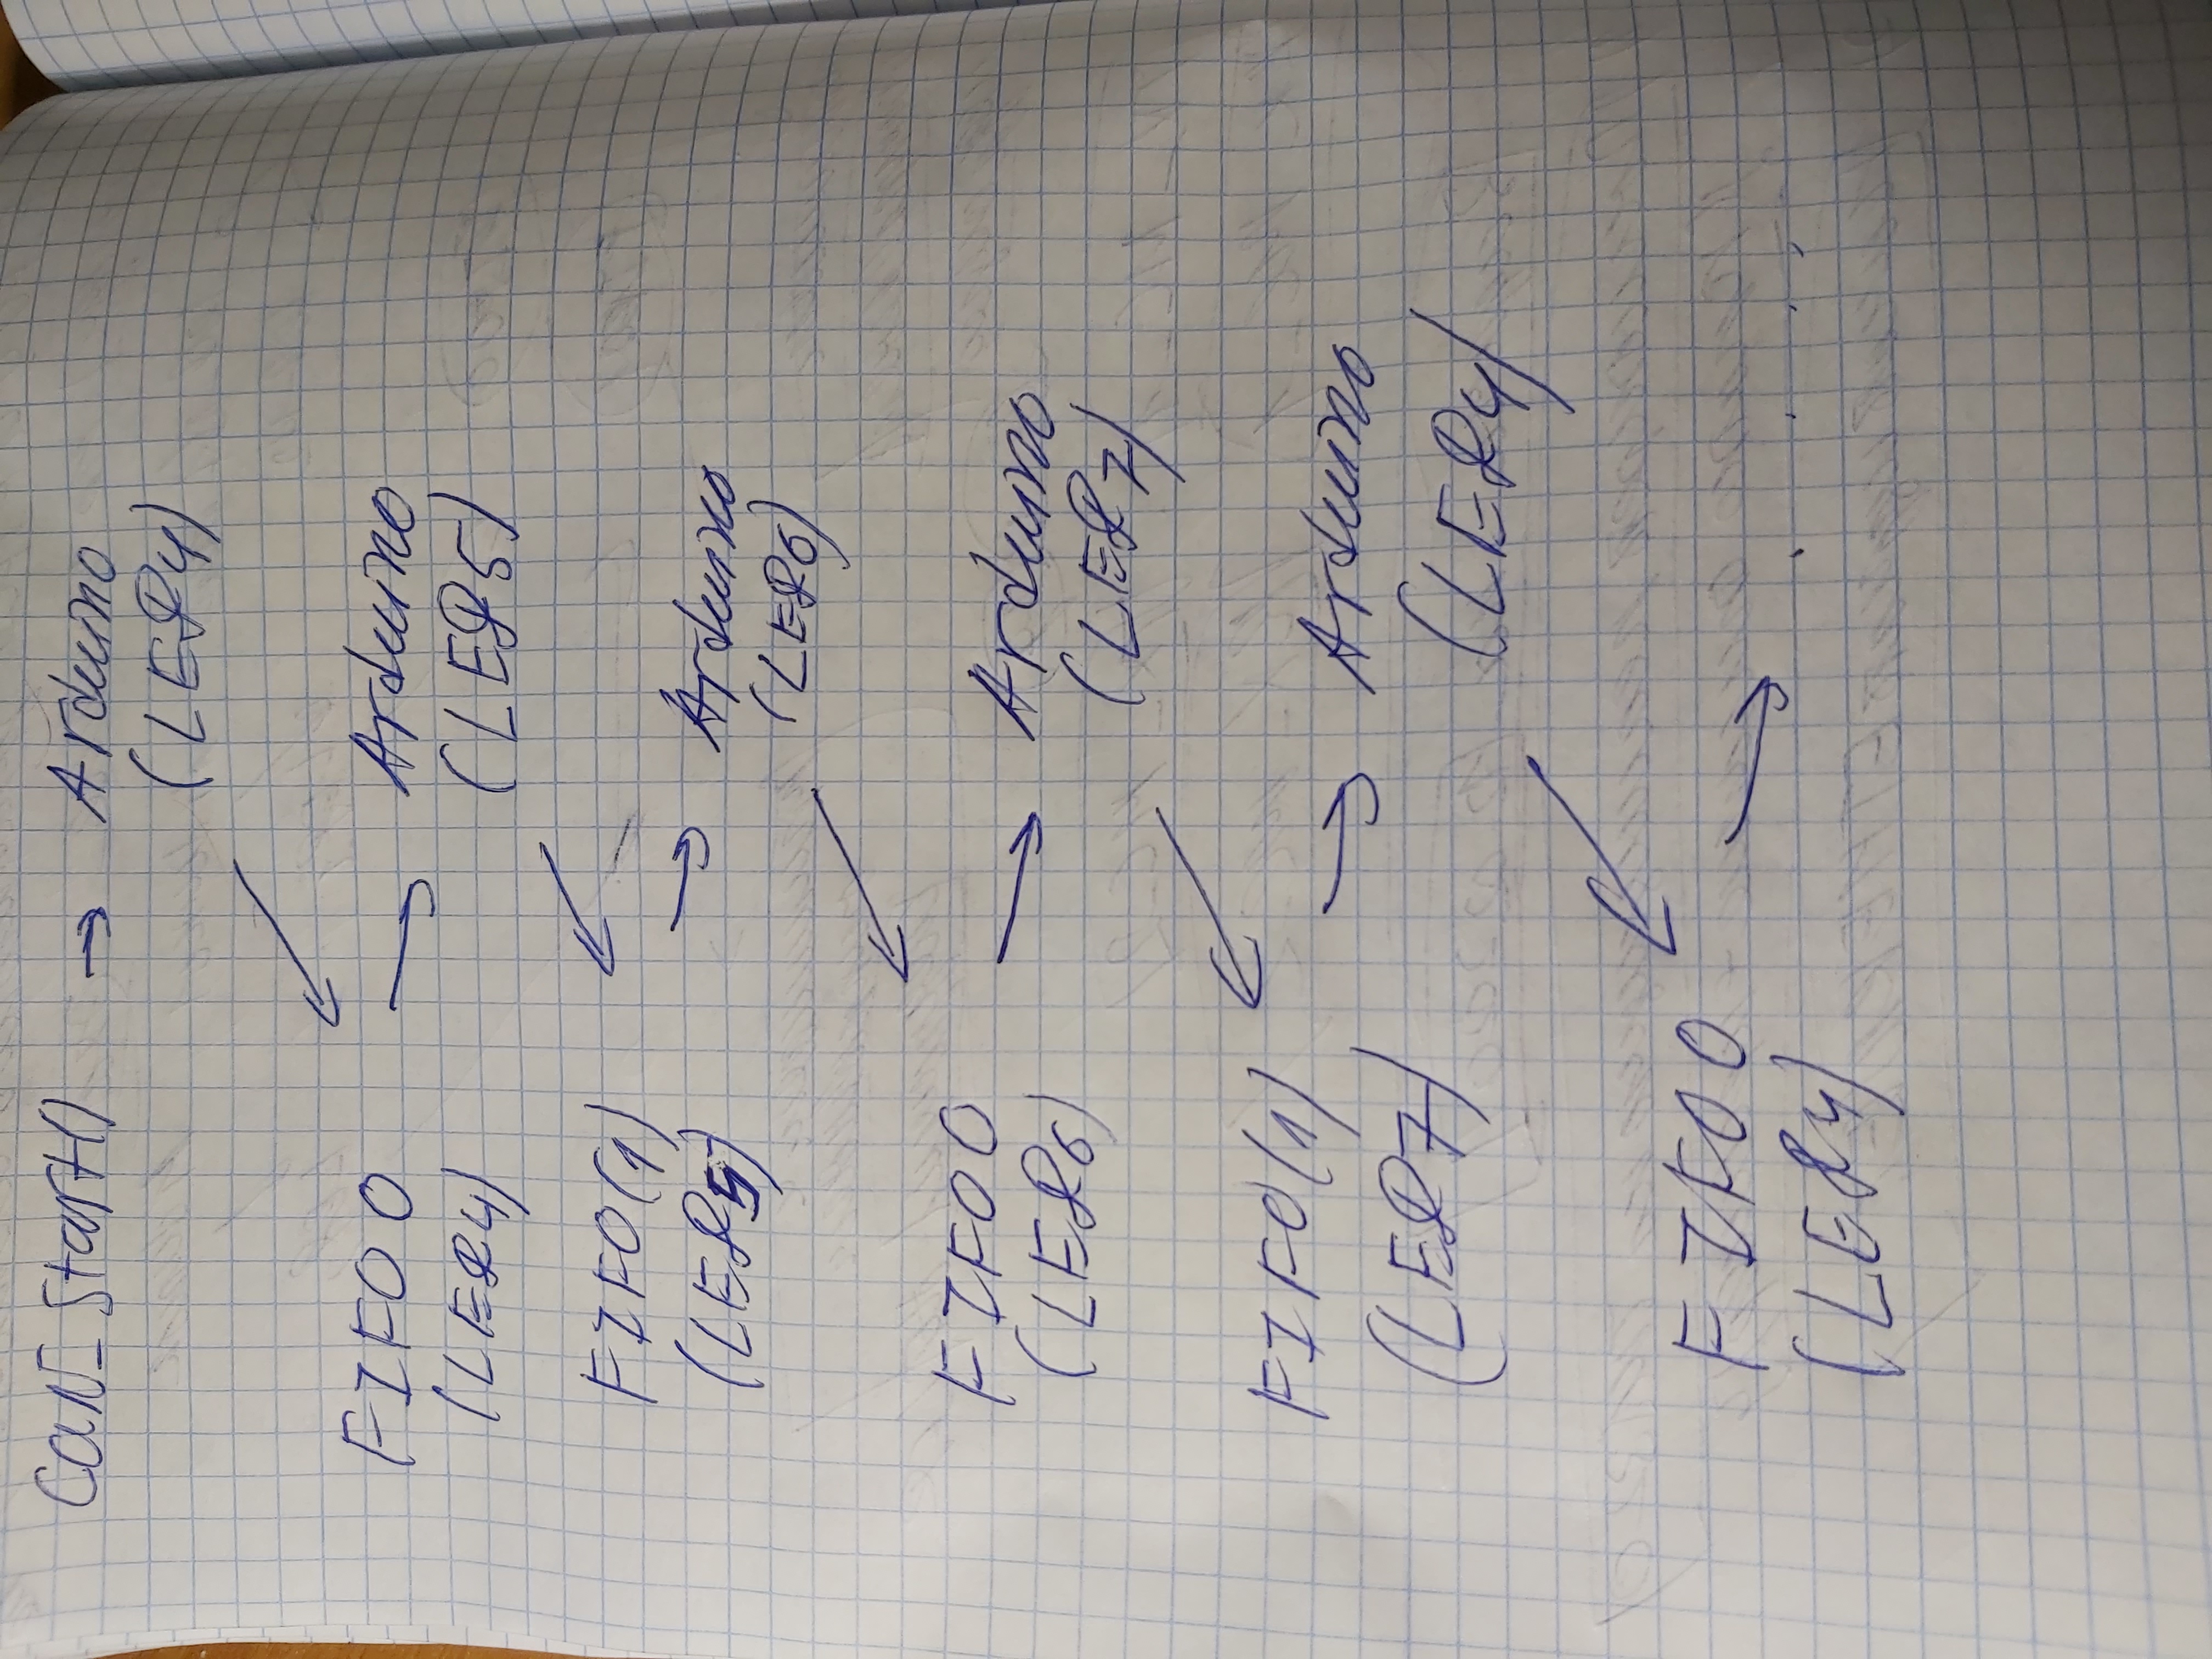 CAN_Start() → Arduino
(LED4)
FIFO 0 → Arduino
(LED4) (LED5)
FIFO(1)
→ Arduino
(LED5)
(LED6)
FIFO 0 → Arduino
(LED6) (LED7)
FIFO(1) → Arduino
(LED7) (LED4)
FIFO 0 → ....
(LED4)